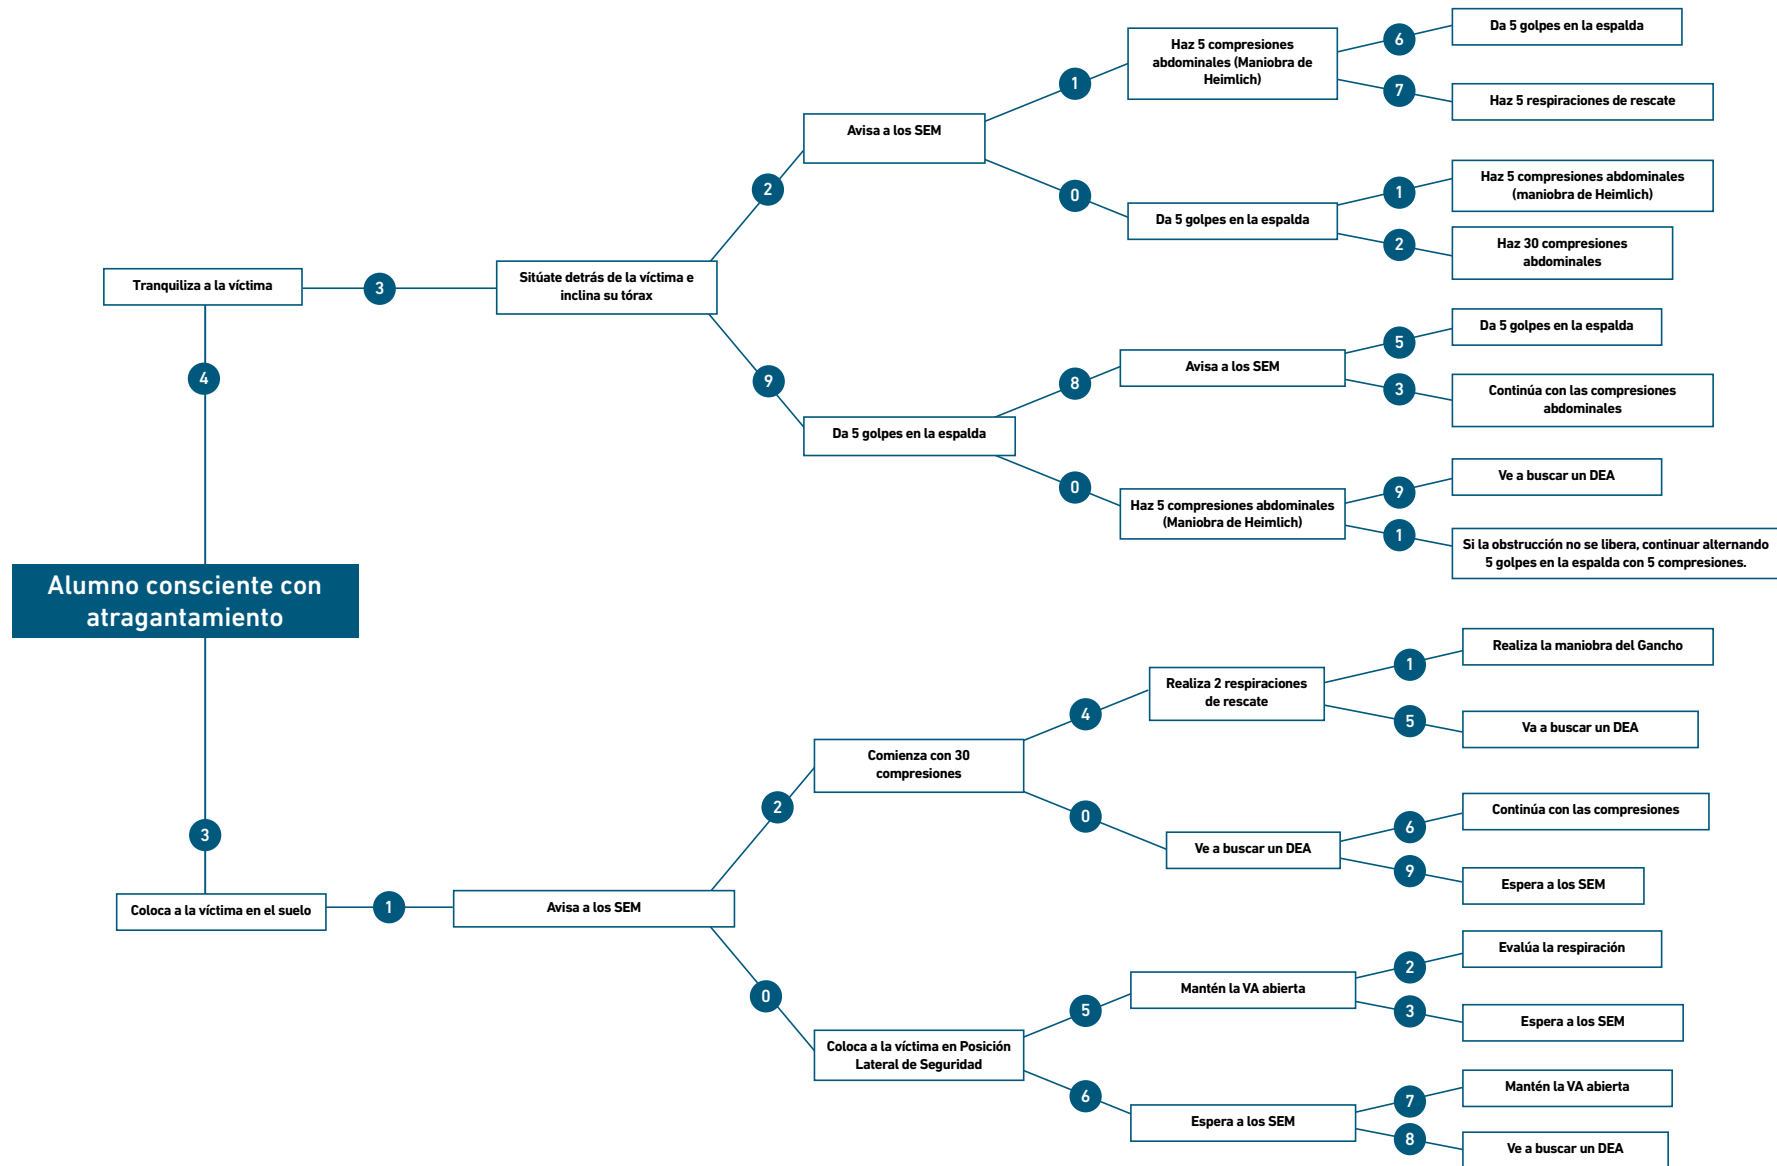 Alumno consciente con
atragantamiento
4
Tranquiliza a la víctima
3
Sitúate detrás de la víctima e
inclina su tórax
2
Avisa a los SEM
1
Haz 5 compresiones
abdominales (Maniobra de
Heimlich)
6
Da 5 golpes en la espalda
7
Haz 5 respiraciones de rescate
0
Da 5 golpes en la espalda
1
Haz 5 compresiones abdominales
(maniobra de Heimlich)
2
Haz 30 compresiones
abdominales
9
Da 5 golpes en la espalda
8
Avisa a los SEM
5
Da 5 golpes en la espalda
3
Continúa con las compresiones
abdominales
0
Haz 5 compresiones abdominales
(Maniobra de Heimlich)
9
Ve a buscar un DEA
1
Si la obstrucción no se libera, continuar alternando
5 golpes en la espalda con 5 compresiones.
3
Coloca a la víctima en el suelo
1
Avisa a los SEM
2
Comienza con 30
compresiones
4
Realiza 2 respiraciones
de rescate
1
Realiza la maniobra del Gancho
5
Va a buscar un DEA
0
Ve a buscar un DEA
6
Continúa con las compresiones
9
Espera a los SEM
0
Coloca a la víctima en Posición
Lateral de Seguridad
5
Mantén la VA abierta
2
Evalúa la respiración
3
Espera a los SEM
6
Espera a los SEM
7
Mantén la VA abierta
8
Ve a buscar un DEA